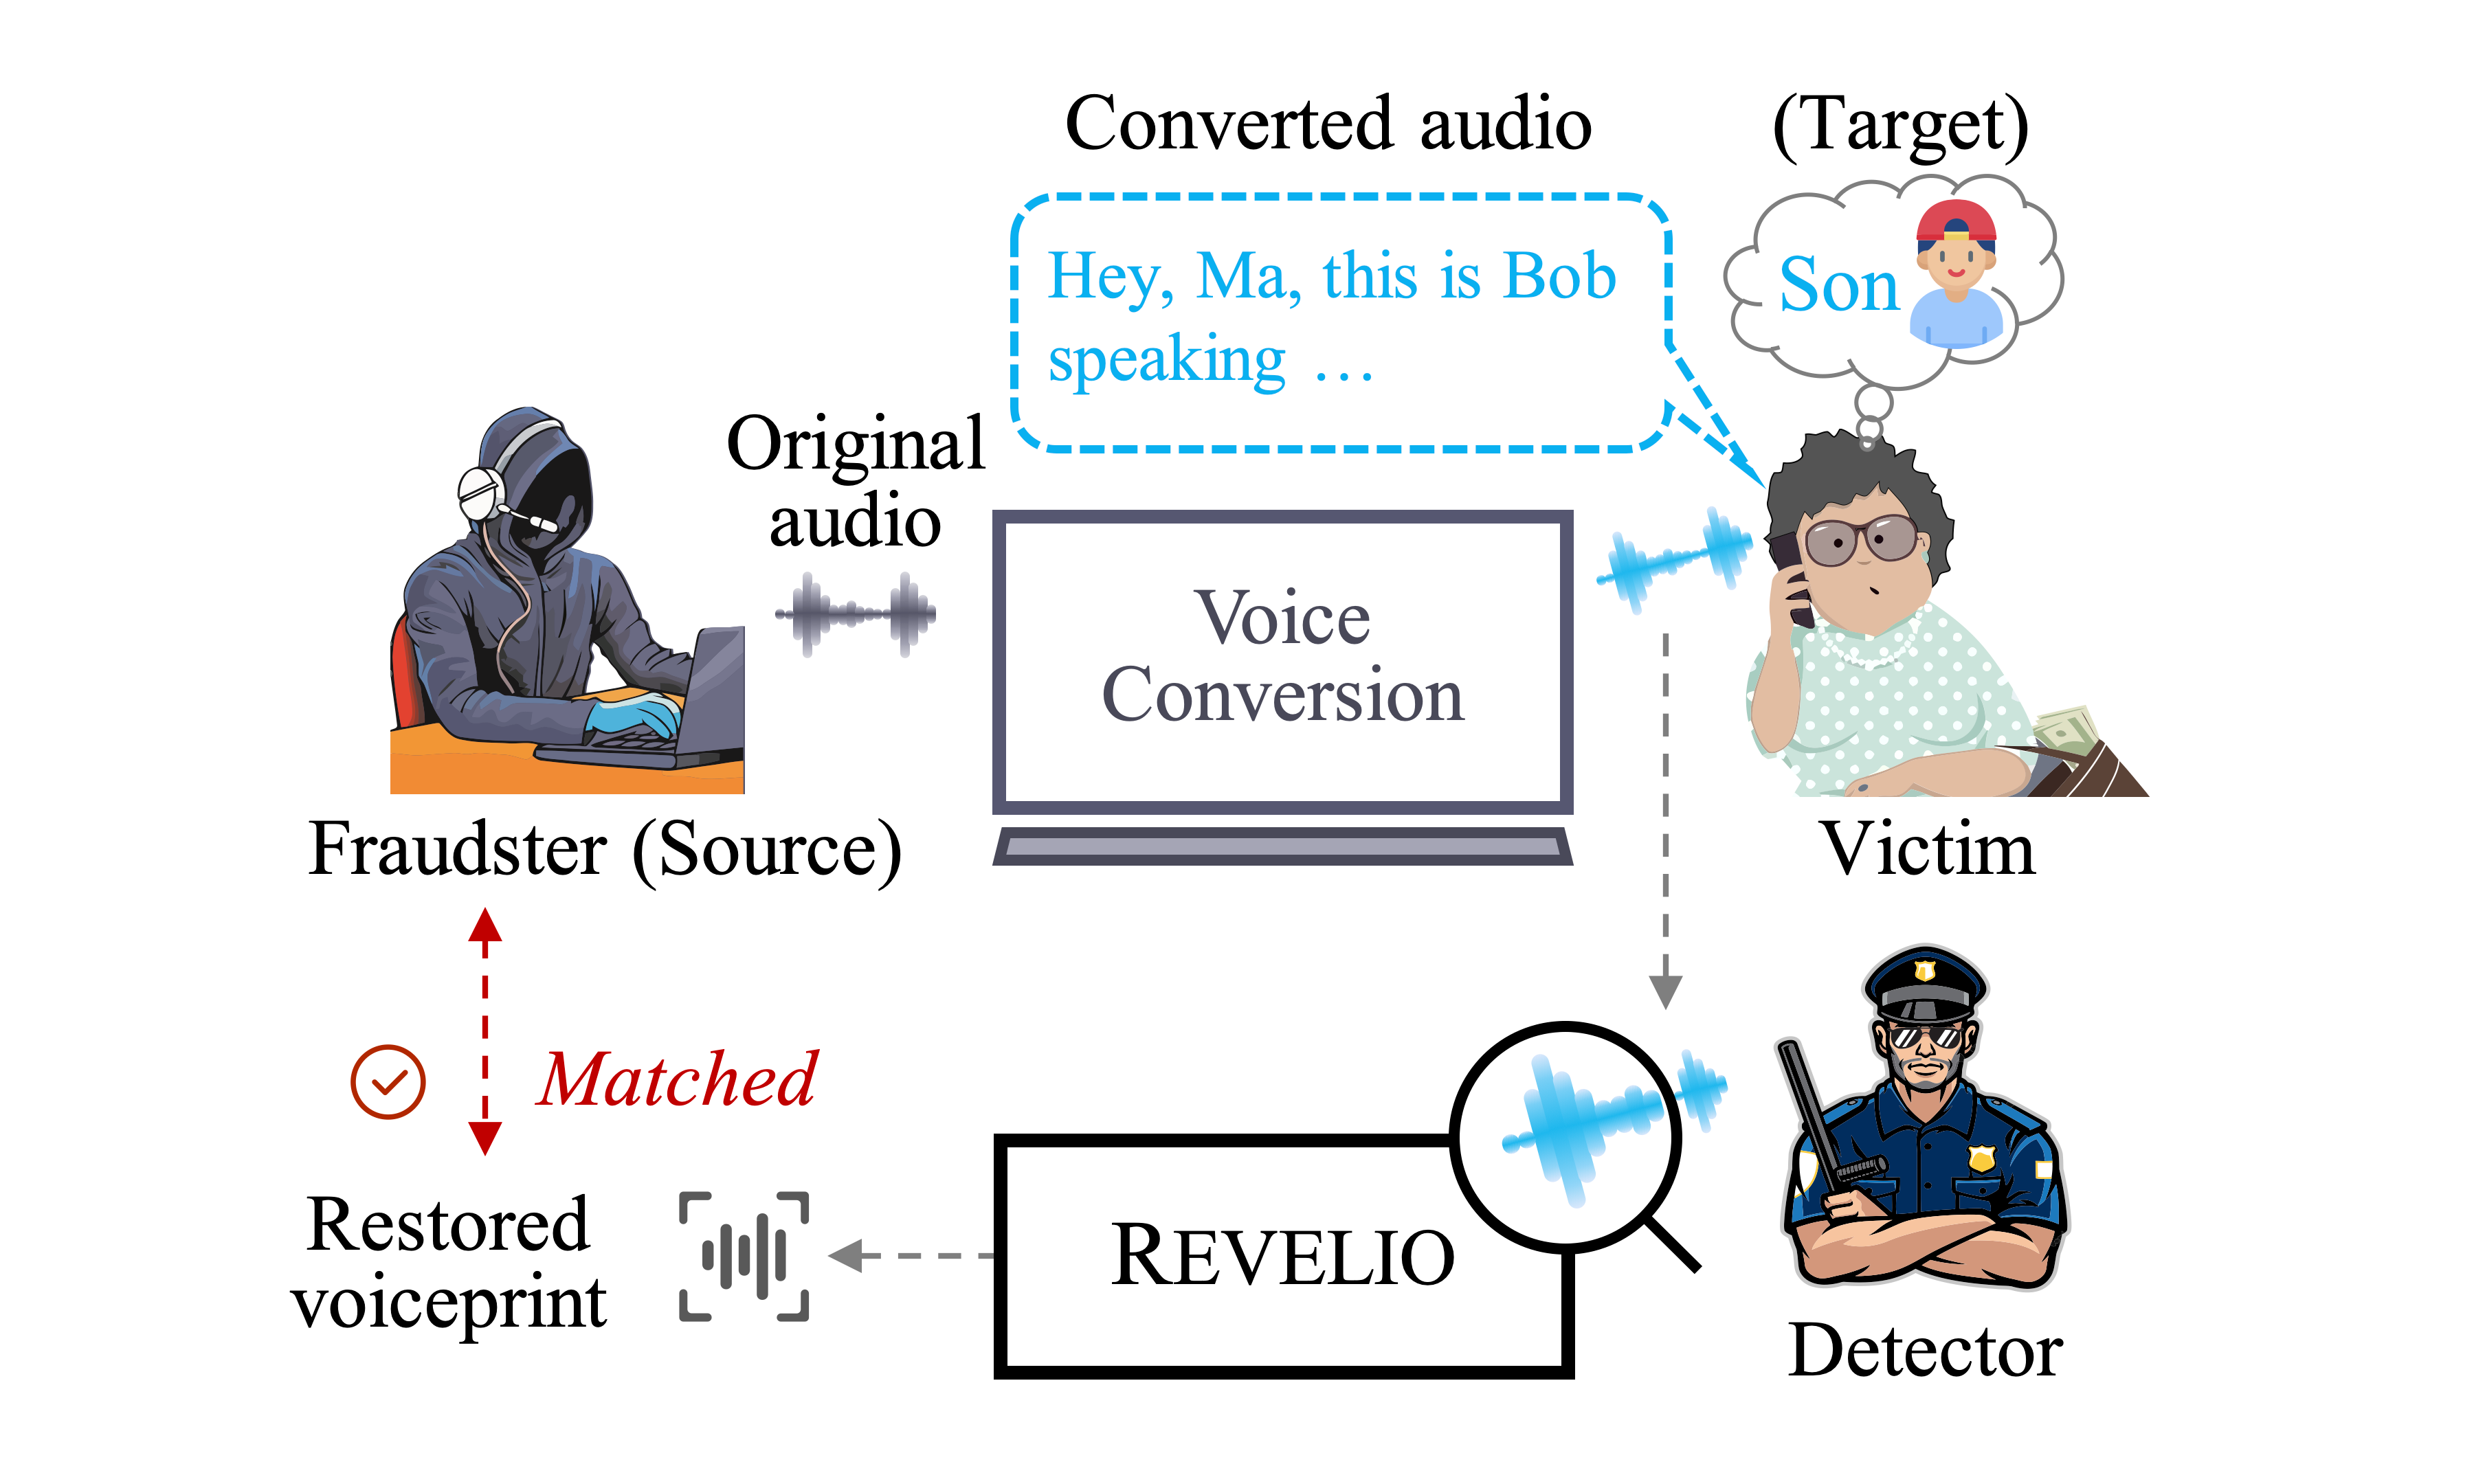 Converted audio
(Target)
Hey, Ma, this is Bob
speaking …
Son
Original
audio
Voice
Conversion
Fraudster (Source)
Victim
Matched
Restored
voiceprint
REVELIO
Detector